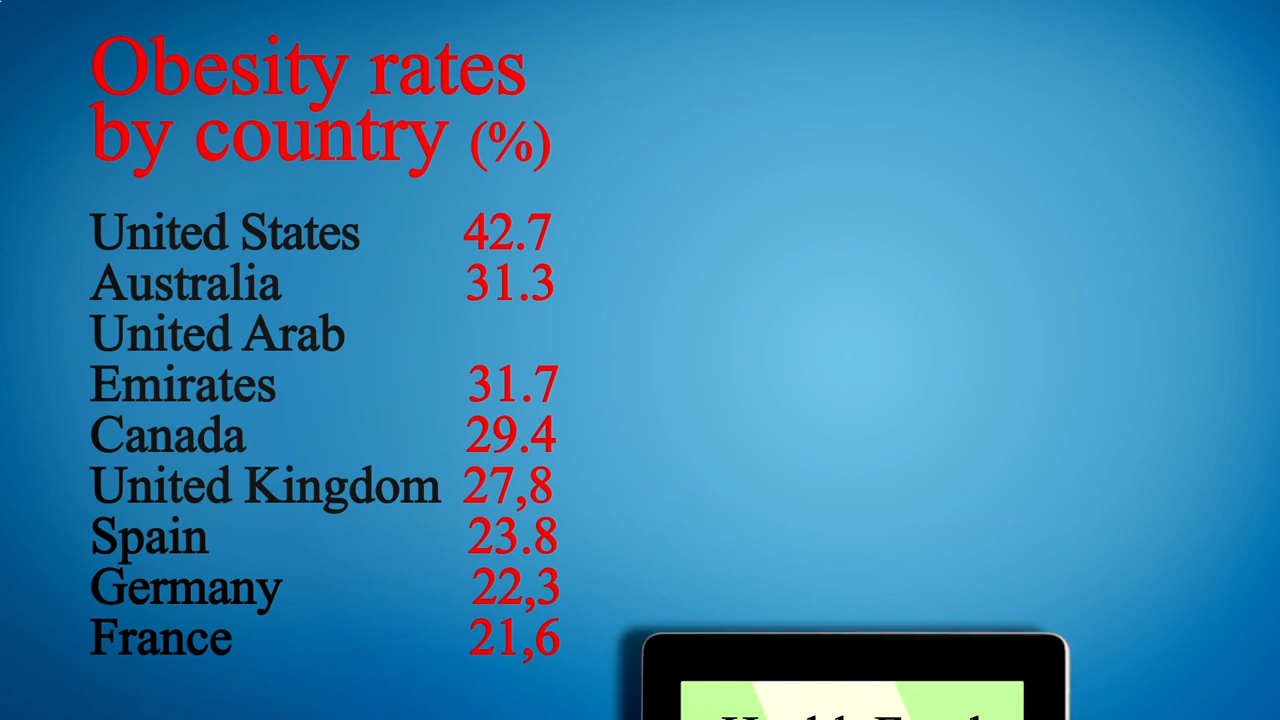 Obesity rates
by country (%)
United States 42.7
Australia 31.3
United Arab
Emirates 31.7
Canada 29.4
United Kingdom 27,8
Spain 23.8
Germany 22,3
France 21,6